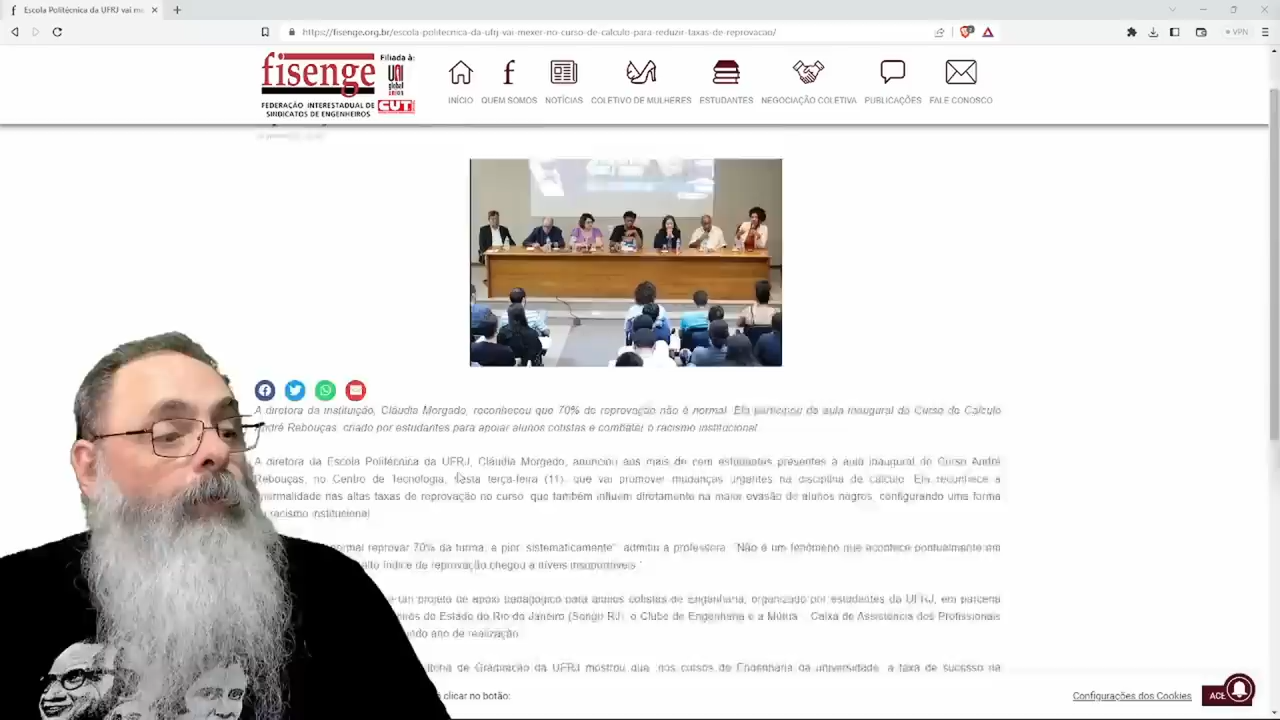 Escola Politécnica da UFRJ vai m
https://fisenge.org.br/escola-politecnica-da-ufrj-vai-mexer-no-curso-de-calculo-para-reduzir-taxas-de-reprovacao/
VPN
fisenge
Filiada à:
UNI
global
union
CUT
FEDERAÇÃO INTERESTADUAL DE
SINDICATOS DE ENGENHEIROS
INÍCIO QUEM SOMOS NOTÍCIAS COLETIVO DE MULHERES ESTUDANTES NEGOCIAÇÃO COLETIVA PUBLICAÇÕES FALE CONOSCO
A diretora da instituição, Cláudia Morgado, reconheceu que 70% de reprovação não é normal. Ela participou da aula inaugural do Curso de Cálculo
André Rebouças, criado por estudantes para apoiar alunos cotistas e combater o racismo institucional
A diretora da Escola Politécnica da UFRJ, Cláudia Morgado, anunciou aos mais de cem estudantes presentes à aula inaugural do Curso André
Rebouças, no Centro de Tecnologia, nesta terça-feira (11), que vai promover mudanças urgentes na disciplina de cálculo. Ela reconhece a
anormalidade nas altas taxas de reprovação no curso, que também influem diretamente na maior evasão de alunos negros, configurando uma forma
racismo institucional.
normal reprovar 70% da turma, e pior, sistematicamente", admitiu a professora. "Não é um fenômeno que acontece pontualmente em
alto índice de reprovação chegou a níveis insuportáveis."
um projeto de apoio pedagógico para alunos cotistas de Engenharia, organizado por estudantes da UFRJ, em parceria
do Estado do Rio de Janeiro (Senge RJ), o Clube de Engenharia e a Mútua - Caixa de Assistência dos Profissionais
ano de realização.
de Graduação da UFRJ mostrou que, nos cursos de Engenharia da universidade, a taxa de sucesso na
clicar no botão:
Configurações dos Cookies
ACE